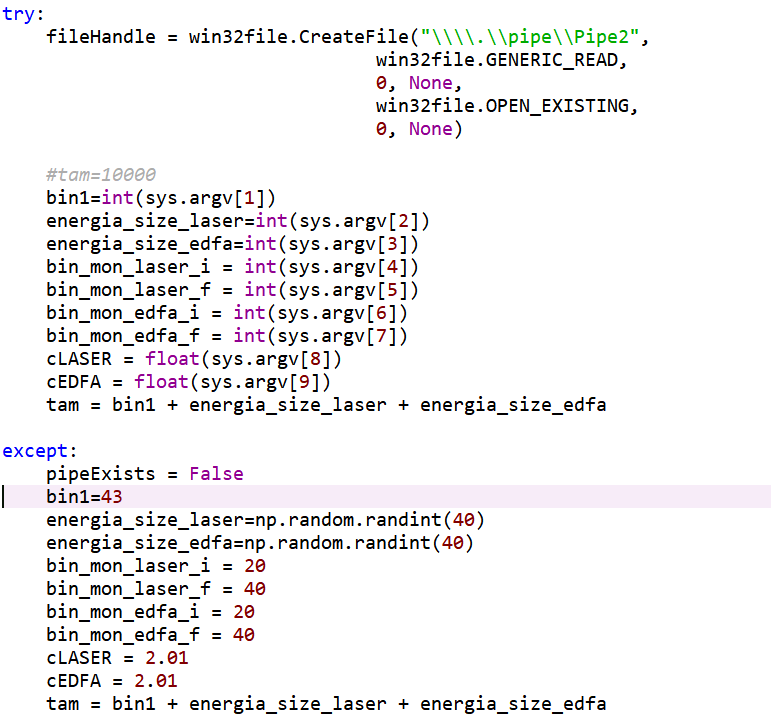 try:
    fileHandle = win32file.CreateFile("\\\\.\\pipe\\Pipe2",
                              win32file.GENERIC_READ,
                              0, None,
                              win32file.OPEN_EXISTING,
                              0, None)

    #tam=10000
    bin1=int(sys.argv[1])
    energia_size_laser=int(sys.argv[2])
    energia_size_edfa=int(sys.argv[3])
    bin_mon_laser_i = int(sys.argv[4])
    bin_mon_laser_f = int(sys.argv[5])
    bin_mon_edfa_i = int(sys.argv[6])
    bin_mon_edfa_f = int(sys.argv[7])
    cLASER = float(sys.argv[8])
    cEDFA = float(sys.argv[9])
    tam = bin1 + energia_size_laser + energia_size_edfa

except:
    pipeExists = False
    bin1=43
    energia_size_laser=np.random.randint(40)
    energia_size_edfa=np.random.randint(40)
    bin_mon_laser_i = 20
    bin_mon_laser_f = 40
    bin_mon_edfa_i = 20
    bin_mon_edfa_f = 40
    cLASER = 2.01
    cEDFA = 2.01
    tam = bin1 + energia_size_laser + energia_size_edfa